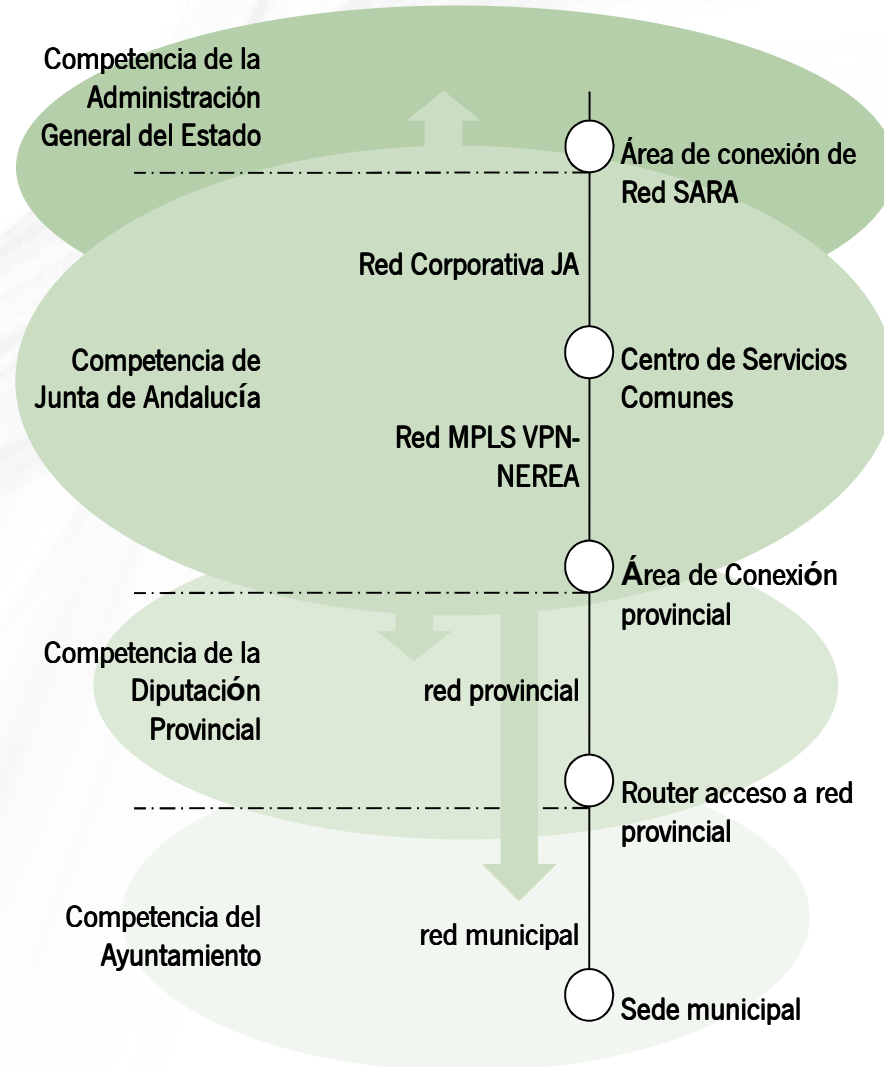 Competencia de la
Administración
General del Estado
Área de conexión de
Red SARA
Red Corporativa JA
Competencia de
Junta de Andalucía
Centro de Servicios
Comunes
Red MPLS VPN-
NEREA
Área de Conexión
provincial
Competencia de la
Diputación
Provincial
red provincial
Router acceso a red
provincial
Competencia del
Ayuntamiento
red municipal
Sede municipal